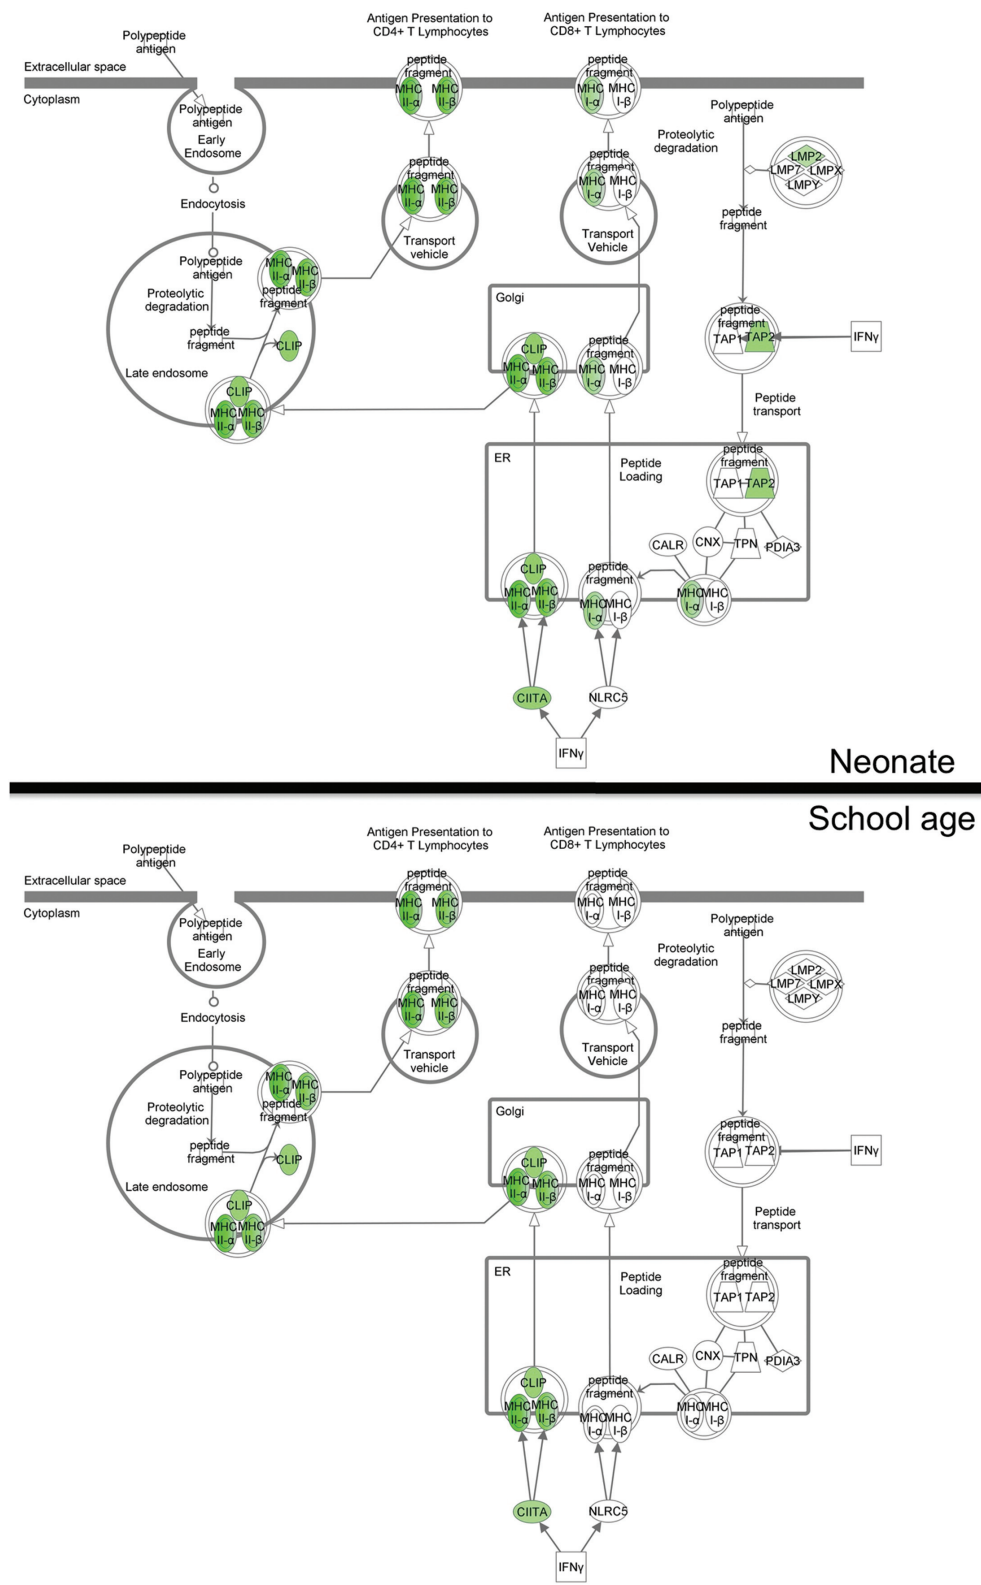 Antigen Presentation to
CD4+ T Lymphocytes
Antigen Presentation to
CD8+ T Lymphocytes
Polypeptide
antigen
Extracellular space
Cytoplasm
peptide
fragment
MHC
II-α
MHC
II-β
peptide
fragment
MHC
I-α
MHC
I-β
Polypeptide
antigen
Early
Endosome
Polypeptide
antigen
Proteolytic
degradation
LMP2
LMP7
LMPX
LMPY
peptide
fragment
MHC
II-α
MHC
II-β
Transport
vehicle
peptide
fragment
MHC
I-α
MHC
I-β
Transport
Vehicle
peptide
fragment
Endocytosis
Polypeptide
antigen
Proteolytic
degradation
peptide
fragment
MHC
II-α
MHC
II-β
peptide
fragment
CLIP
Late endosome
CLIP
MHC
II-α
MHC
II-β
Golgi
CLIP
MHC
II-α
MHC
II-β
peptide
fragment
MHC
I-α
MHC
I-β
peptide
fragment
TAP1
TAP2
IFNγ
Peptide
transport
ER
Peptide
Loading
peptide
fragment
TAP1
TAP2
CALR
CNX
TPN
PDIA3
CLIP
MHC
II-α
MHC
II-β
peptide
fragment
MHC
I-α
MHC
I-β
MHC
I-α
MHC
I-β
CIITA
NLRC5
IFNγ
Neonate
School age
Antigen Presentation to
CD4+ T Lymphocytes
Antigen Presentation to
CD8+ T Lymphocytes
Polypeptide
antigen
Extracellular space
Cytoplasm
peptide
fragment
MHC
II-α
MHC
II-β
peptide
fragment
MHC
I-α
MHC
I-β
Polypeptide
antigen
Early
Endosome
Polypeptide
antigen
Proteolytic
degradation
LMP2
LMP7
LMPX
LMPY
peptide
fragment
MHC
II-α
MHC
II-β
Transport
vehicle
peptide
fragment
MHC
I-α
MHC
I-β
Transport
Vehicle
peptide
fragment
Endocytosis
Polypeptide
antigen
Proteolytic
degradation
peptide
fragment
MHC
II-α
MHC
II-β
peptide
fragment
CLIP
Late endosome
CLIP
MHC
II-α
MHC
II-β
Golgi
CLIP
MHC
II-α
MHC
II-β
peptide
fragment
MHC
I-α
MHC
I-β
peptide
fragment
TAP1
TAP2
IFNγ
Peptide
transport
ER
Peptide
Loading
peptide
fragment
TAP1
TAP2
CALR
CNX
TPN
PDIA3
CLIP
MHC
II-α
MHC
II-β
peptide
fragment
MHC
I-α
MHC
I-β
MHC
I-α
MHC
I-β
CIITA
NLRC5
IFNγ